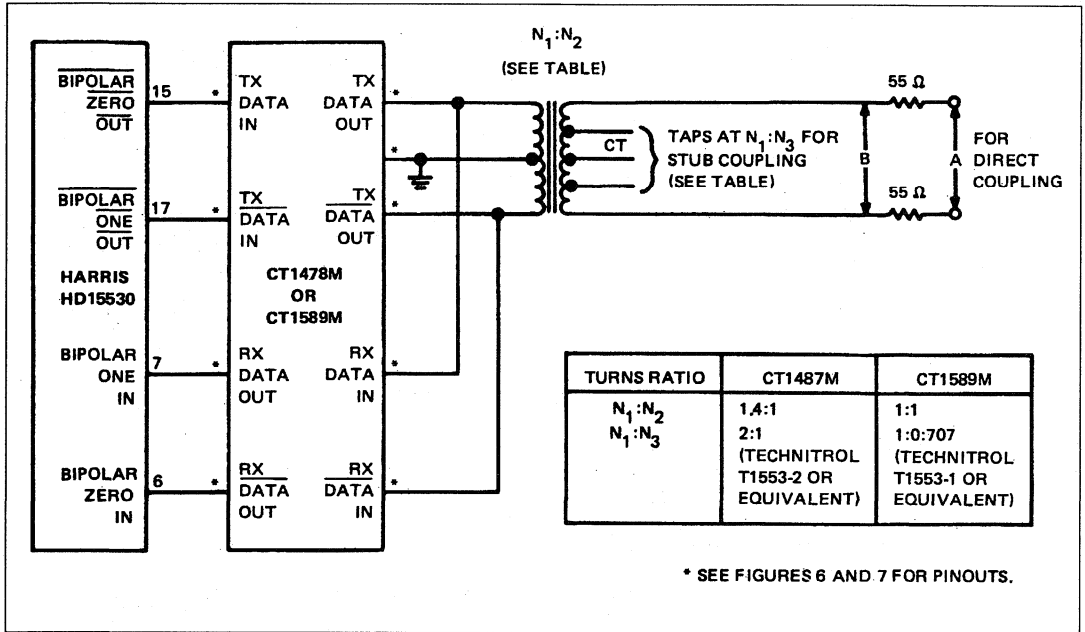 N1:N2
(SEE TABLE)
BIPOLAR
ZERO
OUT
15
*
TX
DATA
IN
TX
DATA
OUT
*
*
BIPOLAR
ONE
OUT
17
*
TX
DATA
IN
TX
DATA
OUT
*
HARRIS
HD15530
CT1478M
OR
CT1589M
BIPOLAR
ONE
IN
7
*
RX
DATA
OUT
RX
DATA
IN
*
BIPOLAR
ZERO
IN
6
*
RX
DATA
OUT
RX
DATA
IN
*
CT
TAPS AT N1:N3 FOR
STUB COUPLING
(SEE TABLE)
B
55 Ω
55 Ω
A
FOR
DIRECT
COUPLING
TURNS RATIO CT1487M CT1589M
N1:N2 1.4:1 1:1
N1:N3 2:1 1:0:707
(TECHNITROL (TECHNITROL
T1553-2 OR T1553-1 OR
EQUIVALENT) EQUIVALENT)
* SEE FIGURES 6 AND 7 FOR PINOUTS.